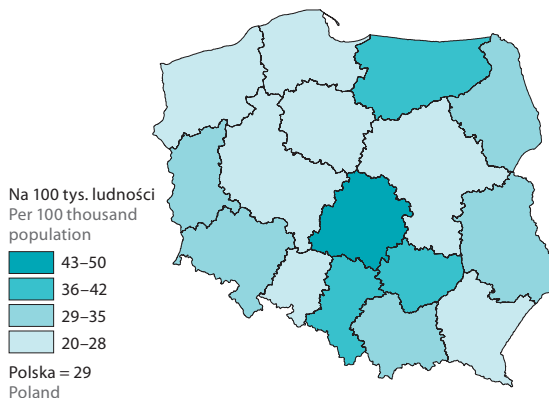 Na 100 tys. ludności
Per 100 thousand
population
43–50
36–42
29–35
20–28
Polska = 29
Poland